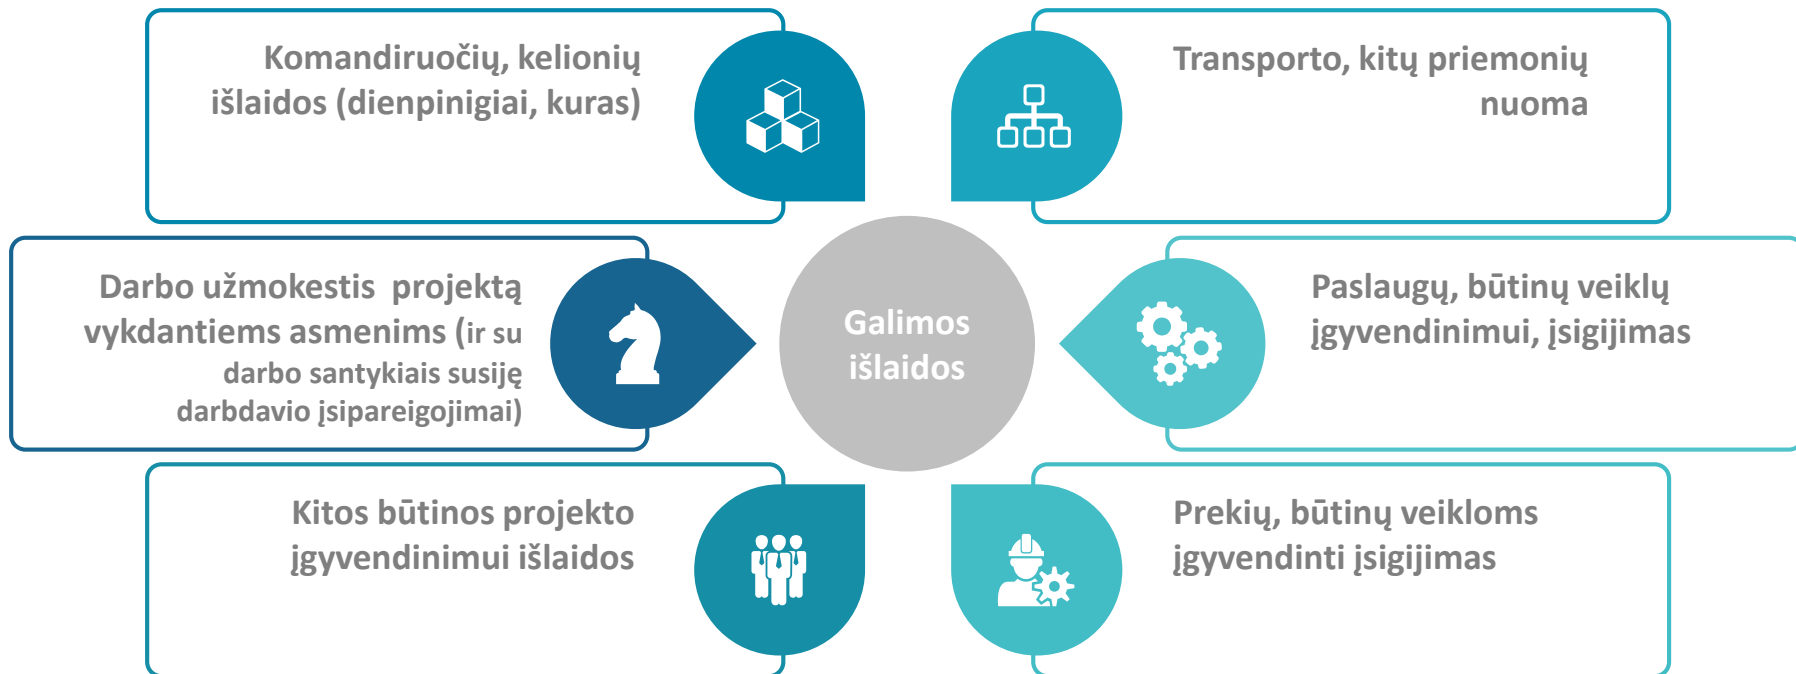 Komandiruočių, kelionių
išlaidos (dienpinigiai, kuras)
Transporto, kitų priemonių
nuoma
Darbo užmokestis  projektą
vykdantiems asmenims (ir su
darbo santykiais susiję
darbdavio įsipareigojimai)
Galimos
išlaidos
Paslaugų, būtinų veiklų
įgyvendinimui, įsigijimas
Kitos būtinos projekto
įgyvendinimui išlaidos
Prekių, būtinų veikloms
įgyvendinti įsigijimas